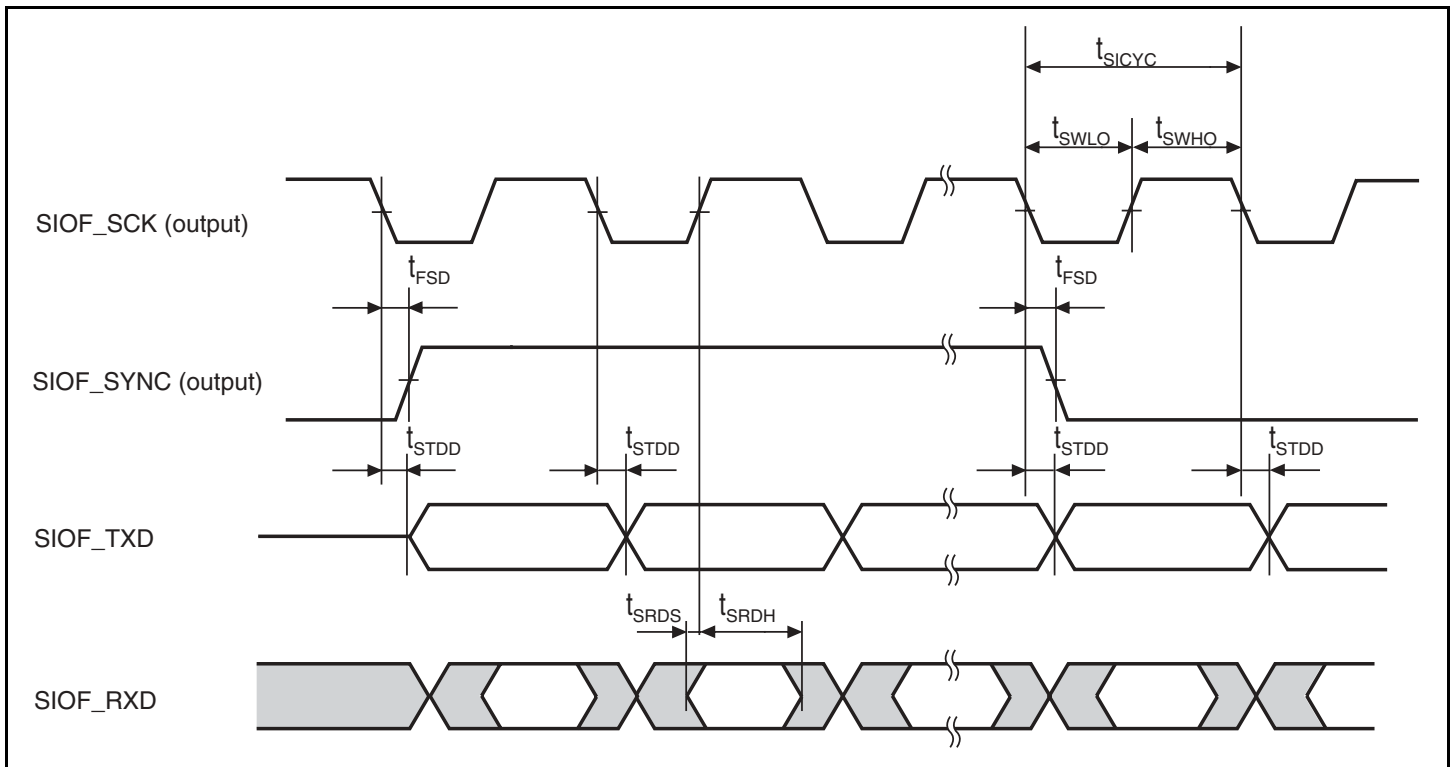 tSICYC
tSWLO tSWHO
SIOF_SCK (output)
tFSD tFSD
SIOF_SYNC (output)
tSTDD tSTDD tSTDD tSTDD
SIOF_TXD
tSRDS tSRDH
SIOF_RXD